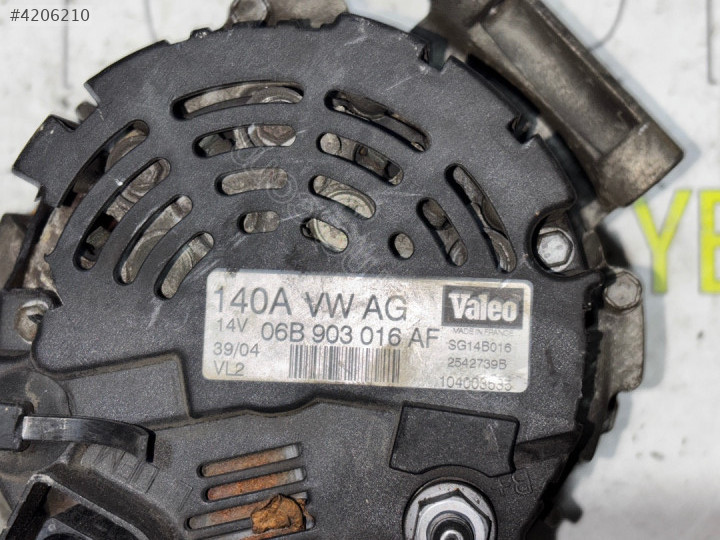 #4206210
140A VW AG
Valeo
14V 06B 903 016 AF
MADE IN FRANCE
39/04
SG14B016
VL2
2542739B
B+
YE